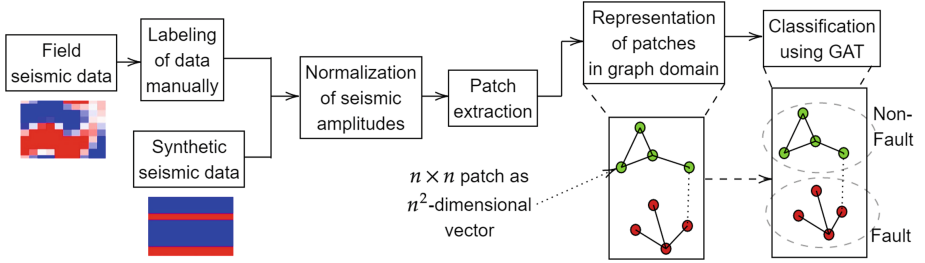 Field
seismic data
Labeling
of data
manually
Synthetic
seismic data
Normalization
of seismic
amplitudes
Patch
extraction
Representation
of patches
in graph domain
Classification
using GAT
n × n patch as
n²-dimensional
vector
Non-
Fault
Fault